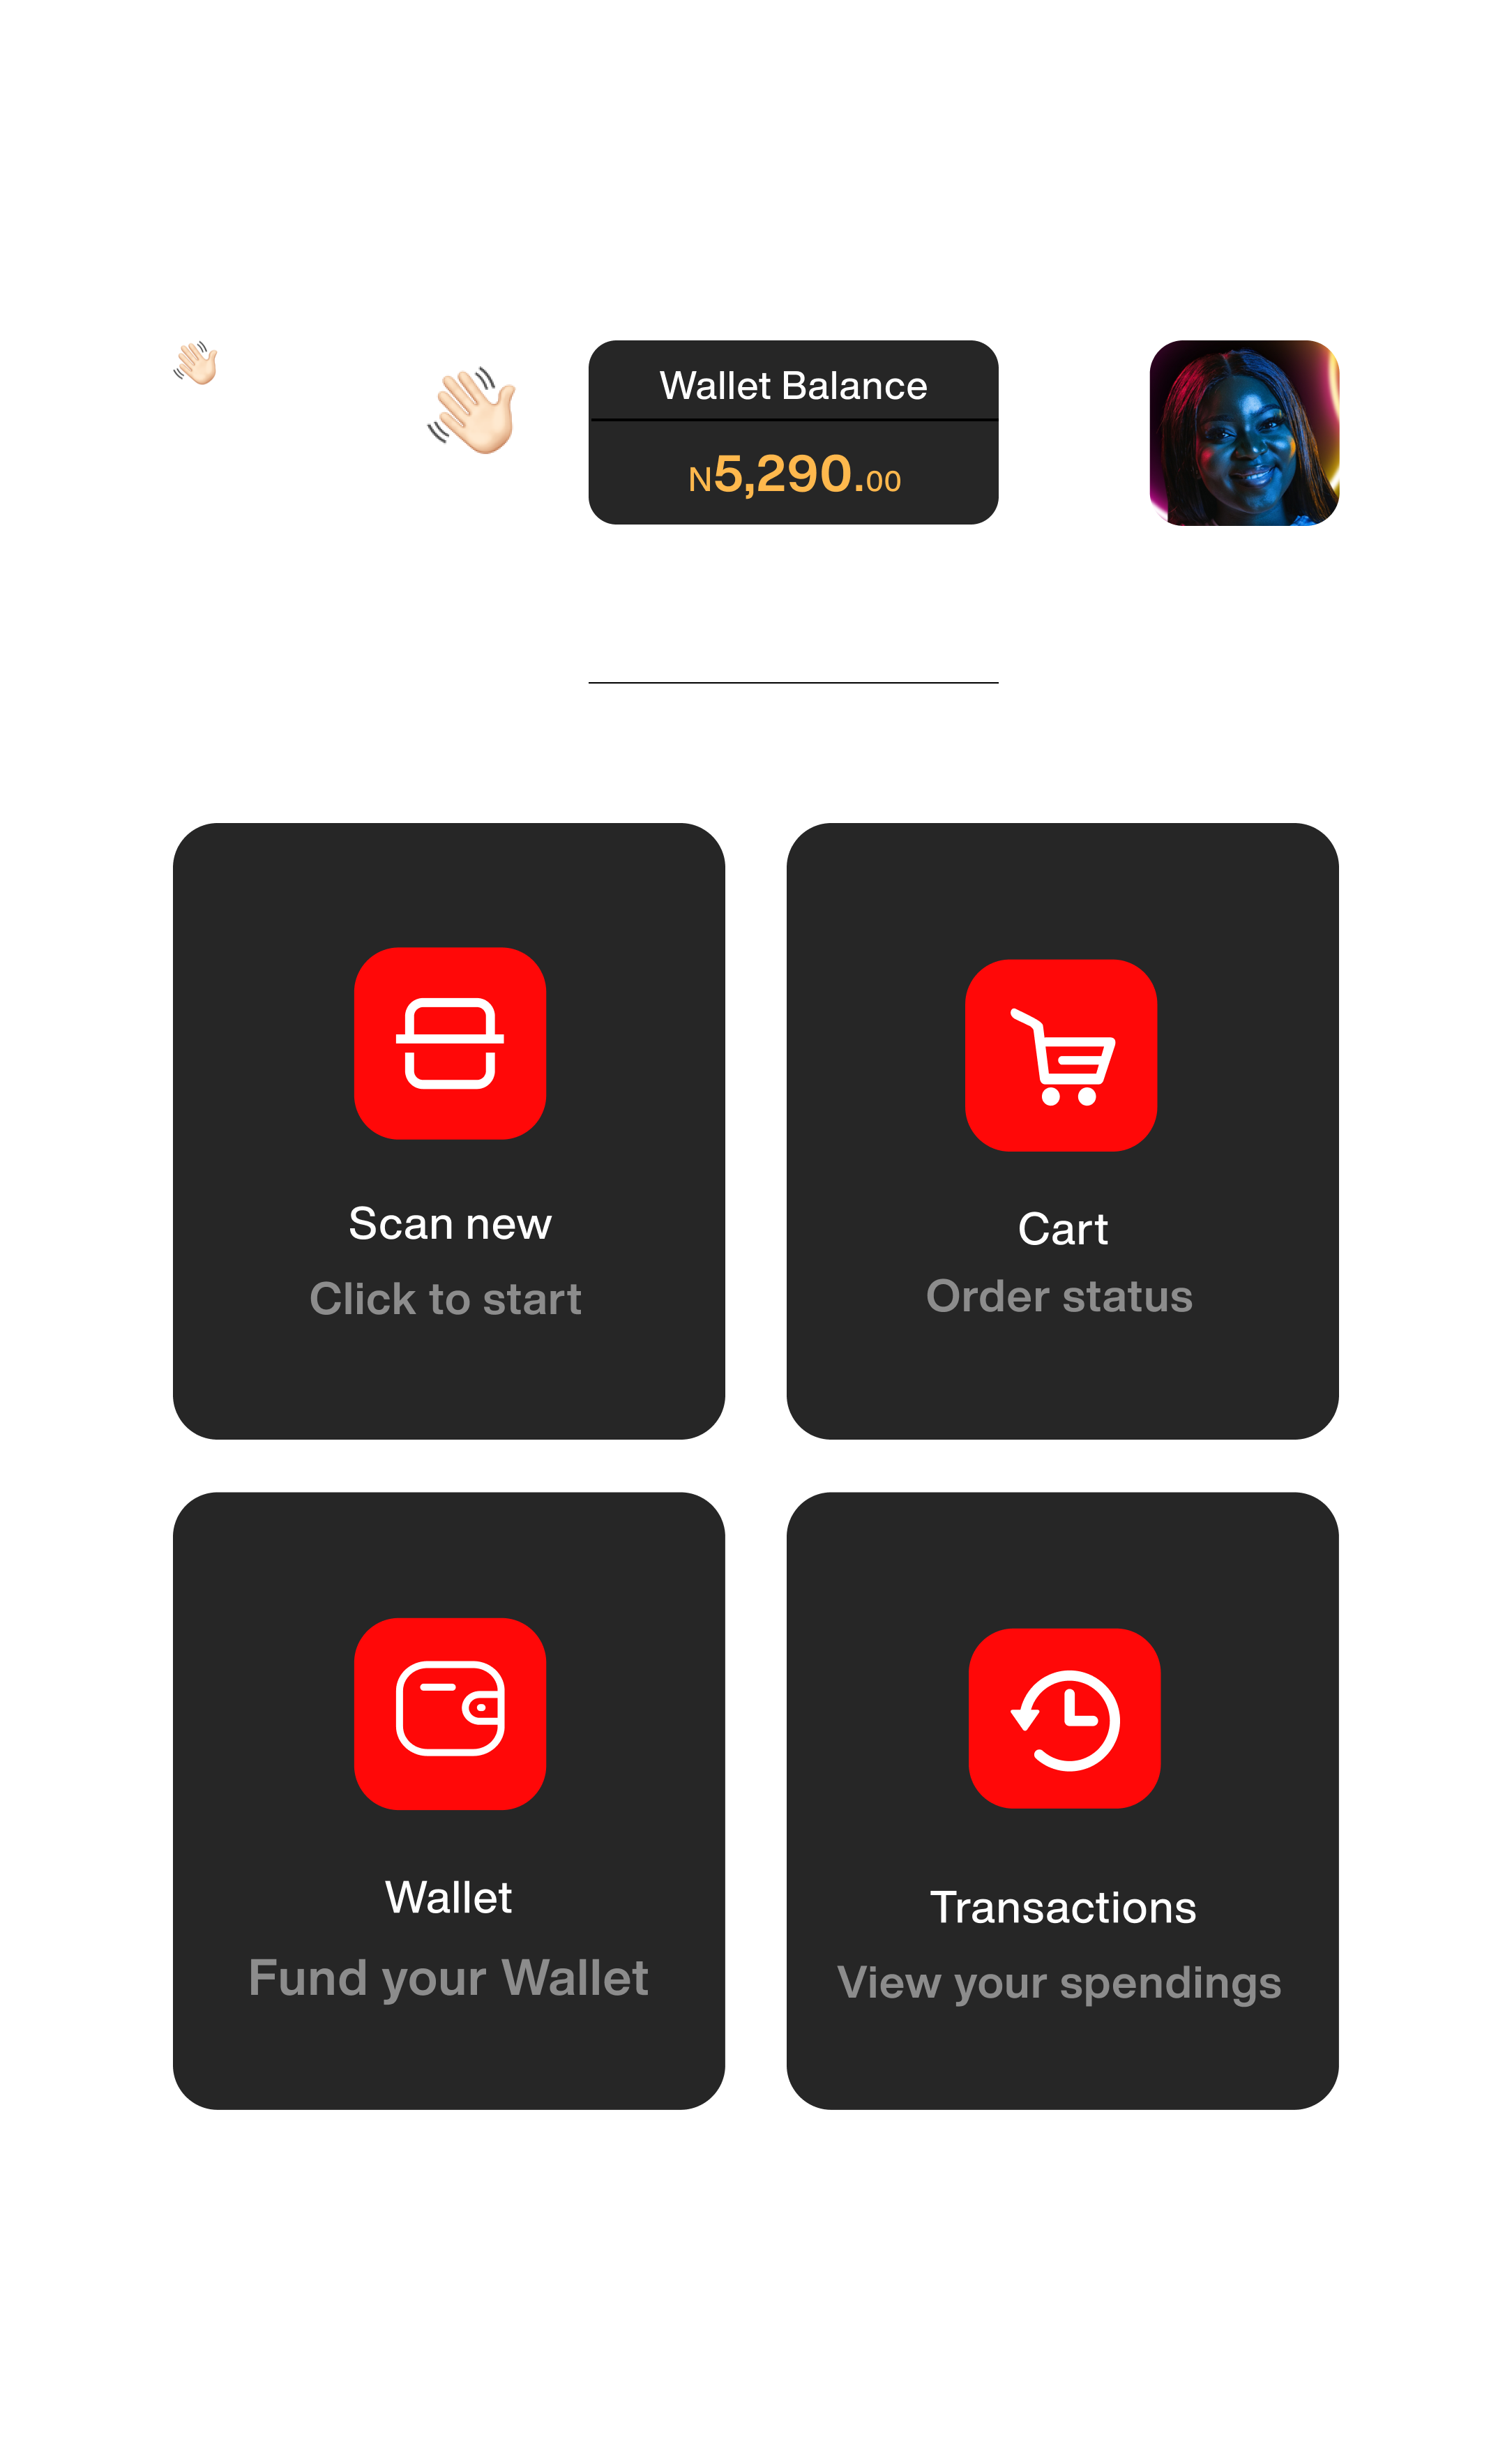 Wallet Balance
N5,290.00
Scan new
Click to start
Cart
Order status
Wallet
Fund your Wallet
Transactions
View your spendings